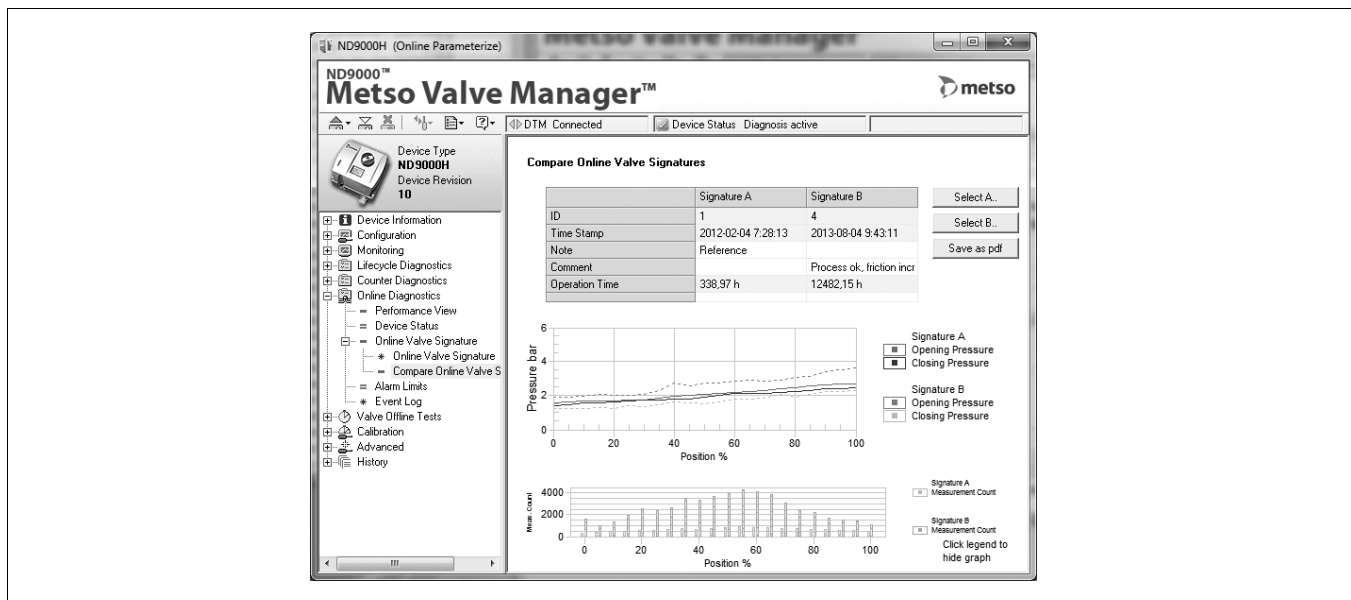 ND9000H (Online Parameterize)
Metso Valve Manager
ND9000™
Metso Valve Manager™
metso
DTM Connected
Device Status Diagnosis active
Device Type
ND9000H
Device Revision
10
Device Information
Configuration
Monitoring
Lifecycle Diagnostics
Counter Diagnostics
Online Diagnostics
Performance View
Device Status
Online Valve Signature
Online Valve Signature
Compare Online Valve S
Alarm Limits
Event Log
Valve Offline Tests
Calibration
Advanced
History
Compare Online Valve Signatures
Signature A Signature B
ID 1 4
Time Stamp 2012-02-04 7:28:13 2013-08-04 9:43:11
Note Reference
Comment Process ok, friction incr
Operation Time 338,97 h 12482,15 h
Select A..
Select B..
Save as pdf
Pressure bar
6
4
2
0
0 20 40 60 80 100
Position %
Signature A
Opening Pressure
Closing Pressure
Signature B
Opening Pressure
Closing Pressure
Meas. Count
4000
2000
0
0 20 40 60 80 100
Position %
Signature A
Measurement Count
Signature B
Measurement Count
Click legend to
hide graph